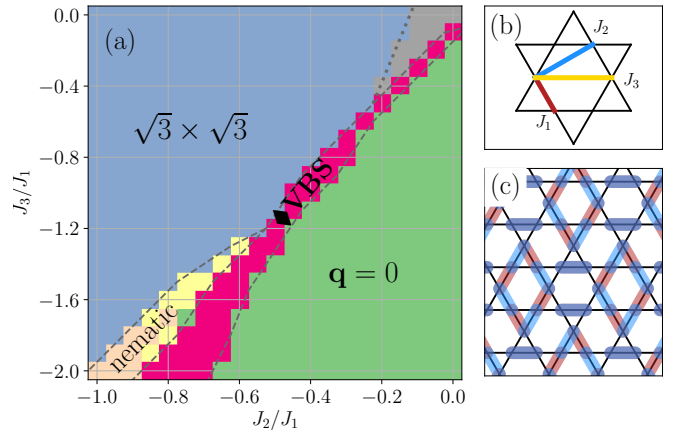 (a)
0.0
−0.4
−0.8
−1.2
−1.6
−2.0
J₃/J₁
√3 × √3
VBS
q = 0
nematic
−1.0 −0.8 −0.6 −0.4 −0.2 0.0
J₂/J₁
(b)
J₂
J₃
J₁
(c)